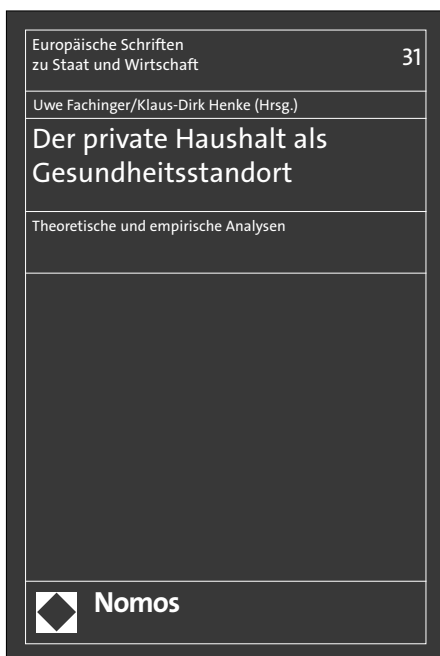 Europäische Schriften
zu Staat und Wirtschaft
31
Uwe Fachinger/Klaus-Dirk Henke (Hrsg.)
Der private Haushalt als
Gesundheitsstandort
Theoretische und empirische Analysen
Nomos